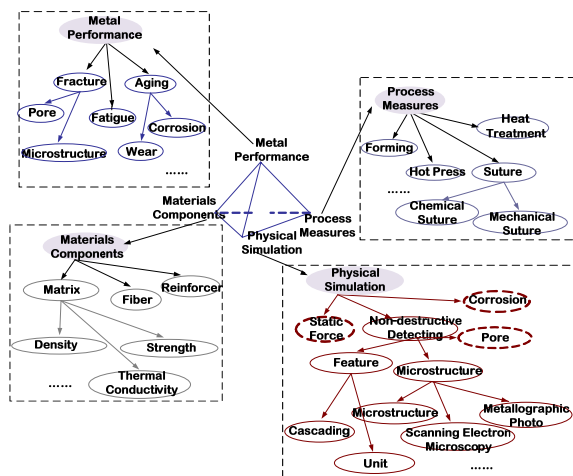 Metal
Performance
Fracture
Aging
Pore
Fatigue
Corrosion
Microstructure
Wear
......
Metal
Performance
Materials
Components
Process
Measures
Physical
Simulation
Process
Measures
Heat
Treatment
Forming
Hot Press
Suture
......
Chemical
Suture
Mechanical
Suture
Materials
Components
Matrix
Fiber
Reinforcer
Density
Strength
......
Thermal
Conductivity
Physical
Simulation
Corrosion
Static
Force
Non-destructive
Detecting
Pore
Feature
Microstructure
Microstructure
Metallographic
Photo
Cascading
Scanning Electron
Microscopy
Unit
......